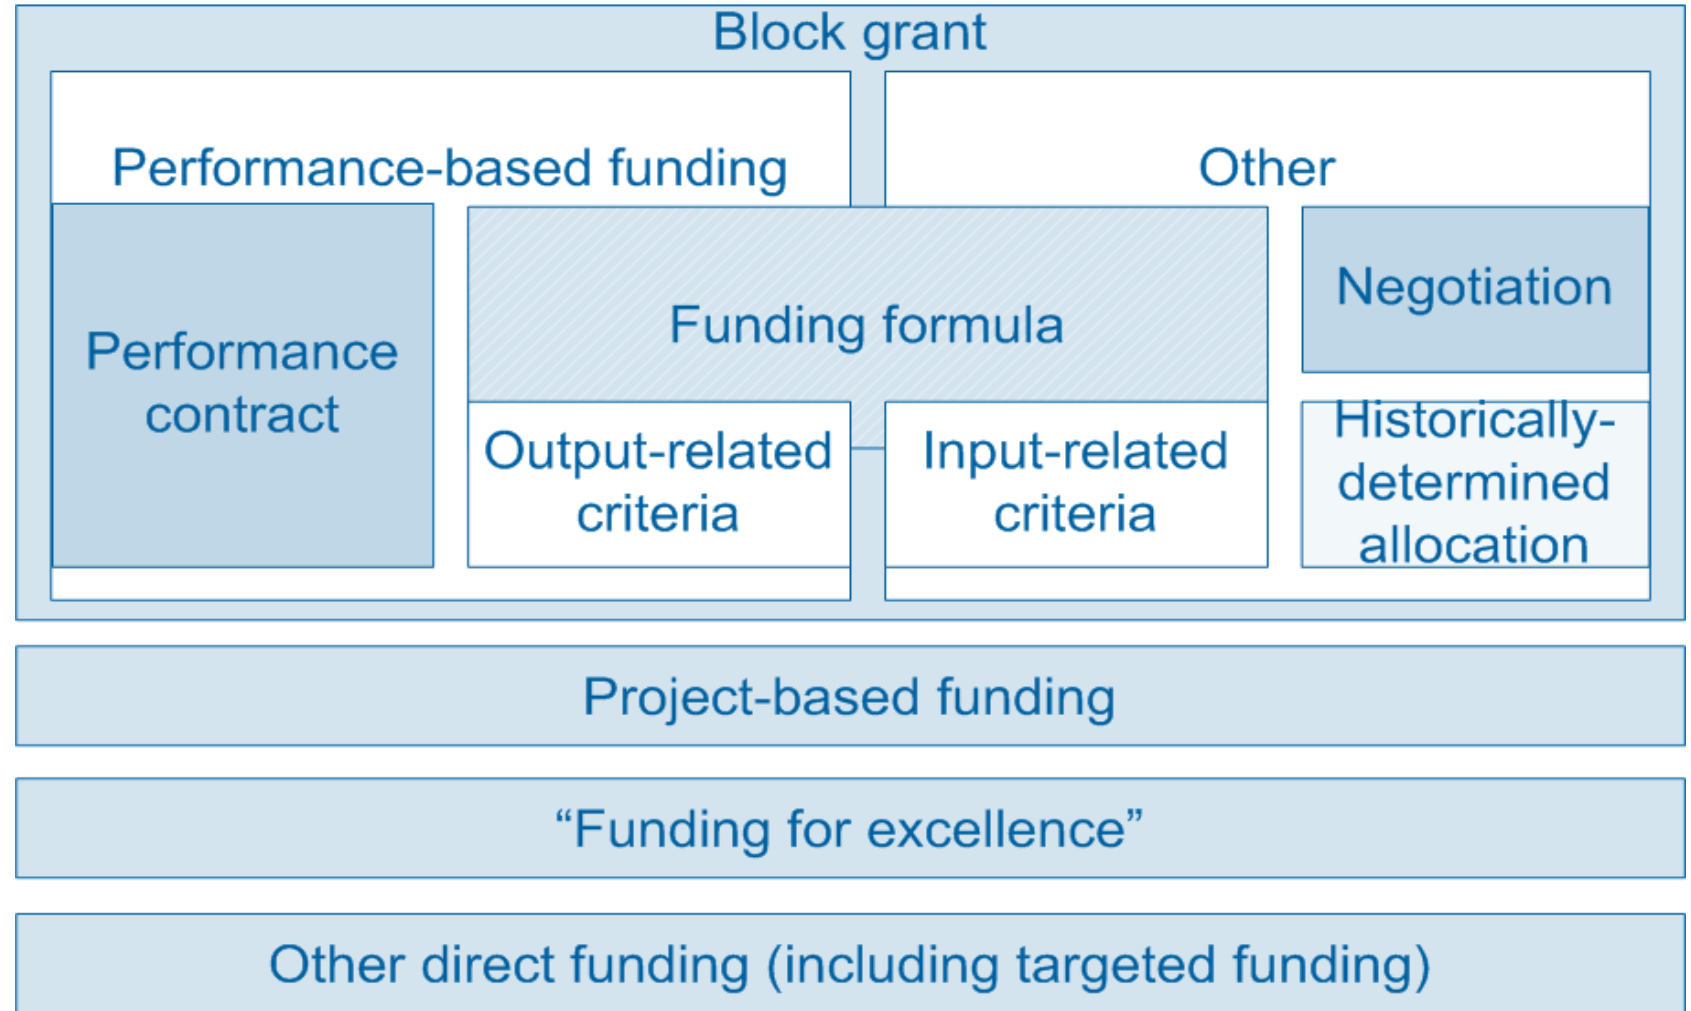 Block grant
Performance-based funding
Other
Performance
contract
Funding formula
Output-related
criteria
Input-related
criteria
Negotiation
Historically-
determined
allocation
Project-based funding
“Funding for excellence”
Other direct funding (including targeted funding)